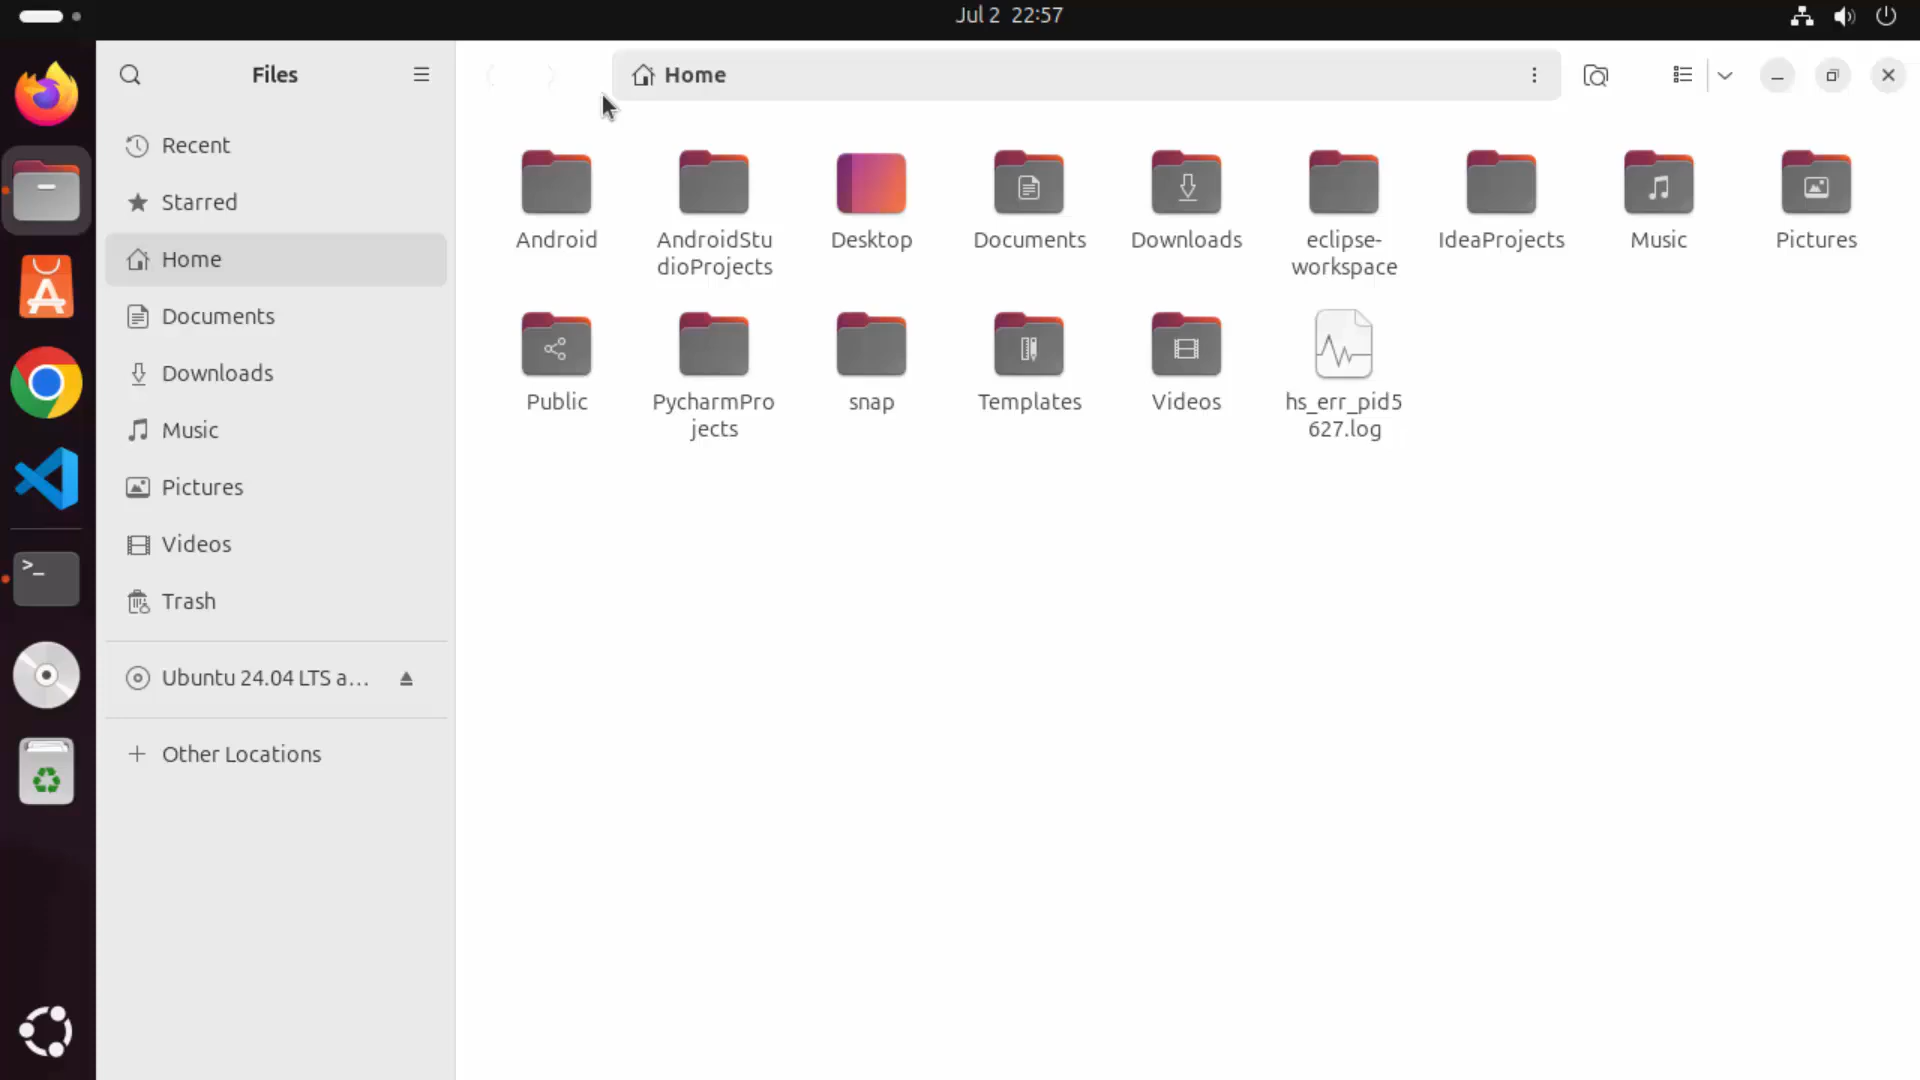 Jul 2 22:57
Files
Home
Recent
Starred
Home
Documents
Downloads
Music
Pictures
Videos
Trash
Ubuntu 24.04 LTS a...
Other Locations
Android
AndroidStu
dioProjects
Desktop
Documents
Downloads
eclipse-
workspace
IdeaProjects
Music
Pictures
Public
PycharmPro
jects
snap
Templates
Videos
hs_err_pid5
627.log